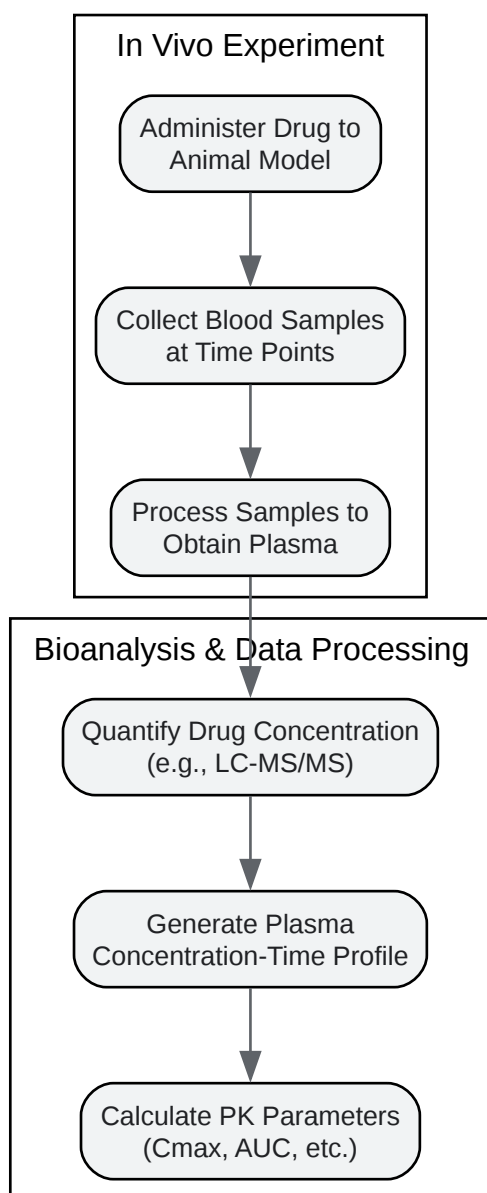 In Vivo Experiment
Administer Drug to
Animal Model
Collect Blood Samples
at Time Points
Process Samples to
Obtain Plasma
Bioanalysis & Data Processing
Quantify Drug Concentration
(e.g., LC-MS/MS)
Generate Plasma
Concentration-Time Profile
Calculate PK Parameters
(Cmax, AUC, etc.)